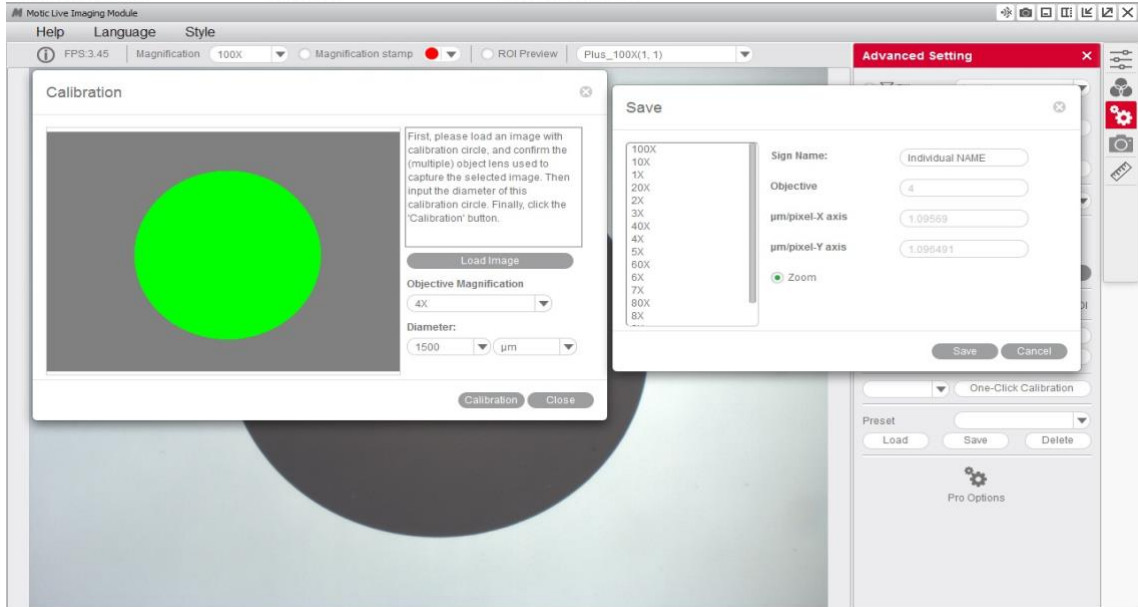 Motic Live Imaging Module
Help Language Style
FPS:3.45 Magnification 100X Magnification stamp ROI Preview Plus_100X(1, 1)
Advanced Setting
Calibration
First, please load an image with
calibration circle, and confirm the
(multiple) object lens used to
capture the selected image. Then
input the diameter of this
calibration circle. Finally, click the
'Calibration' button.
Load Image
Objective Magnification
4X
Diameter:
1500 µm
Calibration Close
Save
100X
10X
1X
20X
2X
3X
40X
4X
5X
60X
6X
7X
80X
8X
Sign Name: Individual NAME
Objective 4
µm/pixel-X axis 1.09569
µm/pixel-Y axis 1.096491
Zoom
Save Cancel
One-Click Calibration
Preset
Load Save Delete
Pro Options